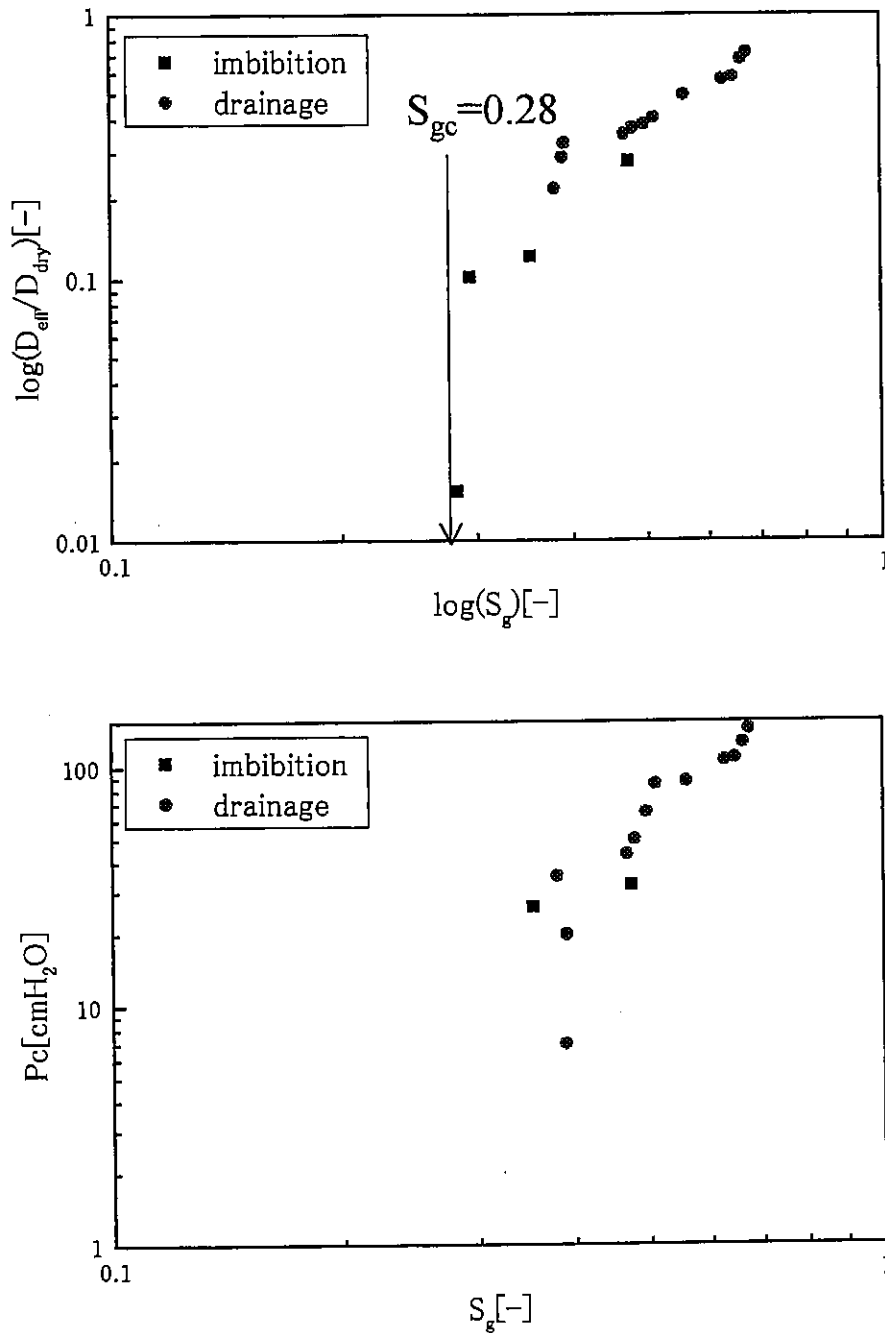 1
imbibition
drainage
S_gc=0.28
log(D_eff/D_dry)[-]
0.1
0.01
0.1
1
log(S_g)[-]
imbibition
drainage
100
Pc[cmH₂O]
10
1
0.1
S_g[-]